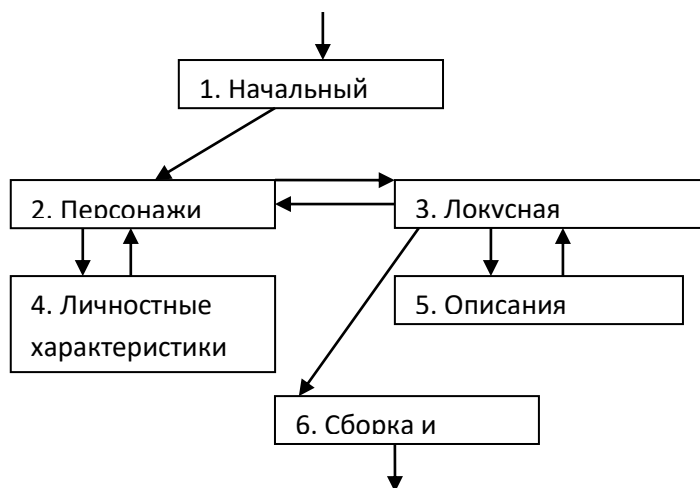 1. Начальный
2. Персонажи
3. Локусная
4. Личностные
характеристики
5. Описания
6. Сборка и